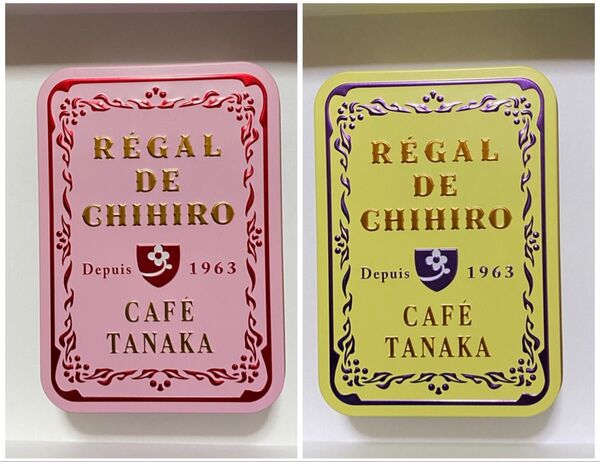 RÉGAL
DE
CHIHIRO
Depuis 1963
CAFÉ
TANAKA
RÉGAL
DE
CHIHIRO
Depuis 1963
CAFÉ
TANAKA